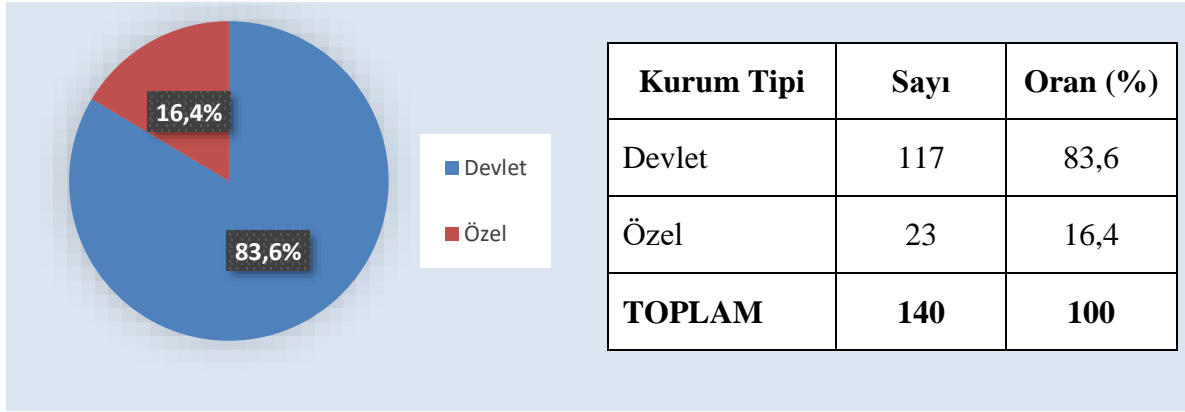 16,4%
83,6%
Devlet
Özel
Kurum Tipi Sayı Oran (%)
Devlet 117 83,6
Özel 23 16,4
TOPLAM 140 100